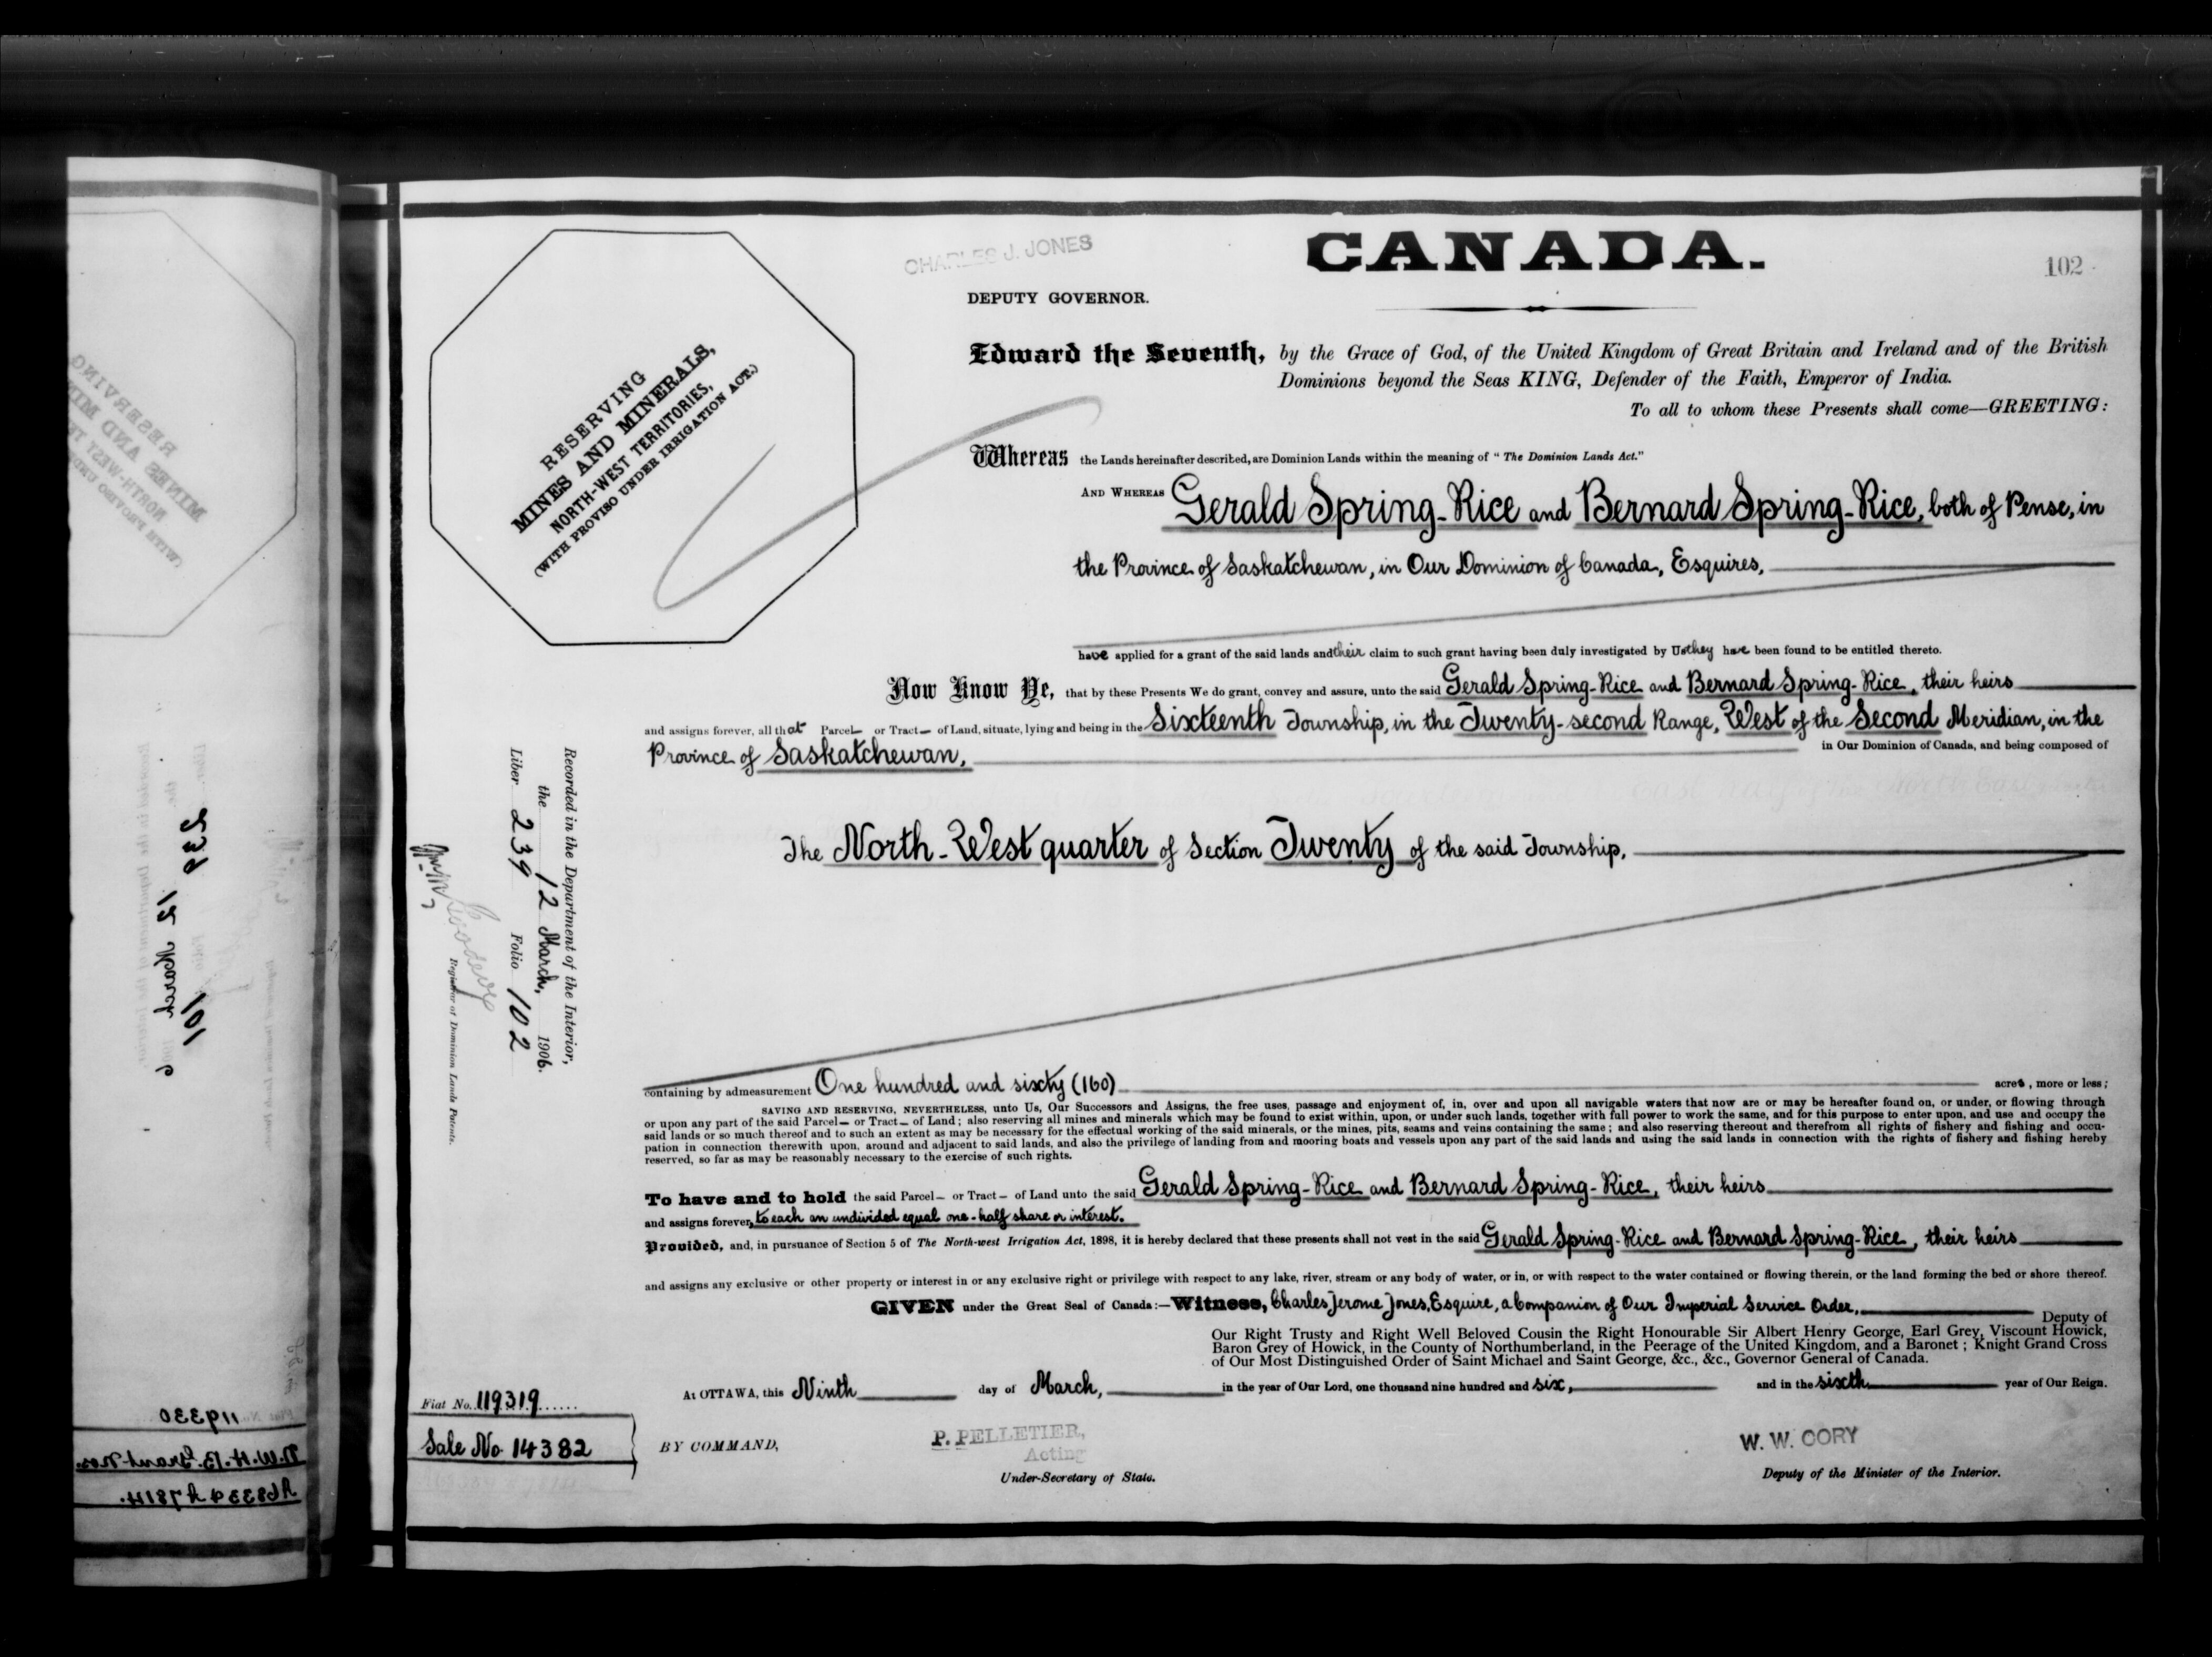 CHARLES J. JONES
CANADA.
102
DEPUTY GOVERNOR.
RESERVING
MINES AND MINERALS,
NORTH-WEST TERRITORIES,
(WITH PROVISO UNDER IRRIGATION ACT.)
Edward the Seventh, by the Grace of God, of the United Kingdom of Great Britain and Ireland and of the British
Dominions beyond the Seas KING, Defender of the Faith, Emperor of India.
To all to whom these Presents shall come—GREETING:
Whereas the Lands hereinafter described, are Dominion Lands within the meaning of "The Dominion Lands Act."
AND WHEREAS Gerald Spring-Rice and Bernard Spring-Rice, both of Pense, in
the Province of Saskatchewan, in Our Dominion of Canada, Esquires,
have applied for a grant of the said lands and their claim to such grant having been duly investigated by Us they have been found to be entitled thereto.
Now Know Ye, that by these Presents We do grant, convey and assure, unto the said Gerald Spring-Rice and Bernard Spring-Rice, their heirs
and assigns forever, all that Parcel or Tract of Land, situate, lying and being in the Sixteenth Township, in the Twenty-second Range, West of the Second Meridian, in the
Province of Saskatchewan, in Our Dominion of Canada, and being composed of
The North-West quarter of Section Twenty of the said Township,
Recorded in the Department of the Interior,
the 12 March, 1906.
Liber 239 Folio 102
Registrar of Dominion Lands Patents.
containing by admeasurement One hundred and sixty (160) acres, more or less;
SAVING AND RESERVING, NEVERTHELESS, unto Us, Our Successors and Assigns, the free uses, passage and enjoyment of, in, over and upon all navigable waters that now are or may be hereafter found on, or under, or flowing through
or upon any part of the said Parcel— or Tract— of Land; also reserving all mines and minerals which may be found to exist within, upon, or under such lands, together with full power to work the same, and for this purpose to enter upon, and use and occupy the
said lands or so much thereof and to such an extent as may be necessary for the effectual working of the said minerals, or the mines, pits, seams and veins containing the same; and also reserving thereout and therefrom all rights of fishery and fishing and occu-
pation in connection therewith upon, around and adjacent to said lands, and also the privilege of landing from and mooring boats and vessels upon any part of the said lands and using the said lands in connection with the rights of fishery and fishing hereby
reserved, so far as may be reasonably necessary to the exercise of such rights.
To have and to hold the said Parcel— or Tract— of Land unto the said Gerald Spring-Rice and Bernard Spring-Rice, their heirs
and assigns forever, to each an undivided equal one-half share or interest.
Provided, and, in pursuance of Section 5 of The North-west Irrigation Act, 1898, it is hereby declared that these presents shall not vest in the said Gerald Spring-Rice and Bernard Spring-Rice, their heirs
and assigns any exclusive or other property or interest in or any exclusive right or privilege with respect to any lake, river, stream or any body of water, or in, or with respect to the water contained or flowing therein, or the land forming the bed or shore thereof.
GIVEN under the Great Seal of Canada:—Witness, Charles Jerome Jones, Esquire, a Companion of Our Imperial Service Order, Deputy of
Our Right Trusty and Right Well Beloved Cousin the Right Honourable Sir Albert Henry George, Earl Grey, Viscount Howick,
Baron Grey of Howick, in the County of Northumberland, in the Peerage of the United Kingdom, and a Baronet; Knight Grand Cross
of Our Most Distinguished Order of Saint Michael and Saint George, &c., &c., Governor General of Canada.
At OTTAWA, this Ninth day of March, in the year of Our Lord, one thousand nine hundred and six, and in the sixth year of Our Reign.
Fiat No. 119319
Sale No 14382
BY COMMAND,
P. PELLETIER,
Acting
Under-Secretary of State.
W. W. CORY
Deputy of the Minister of the Interior.
239 101
12 March 1906
119330